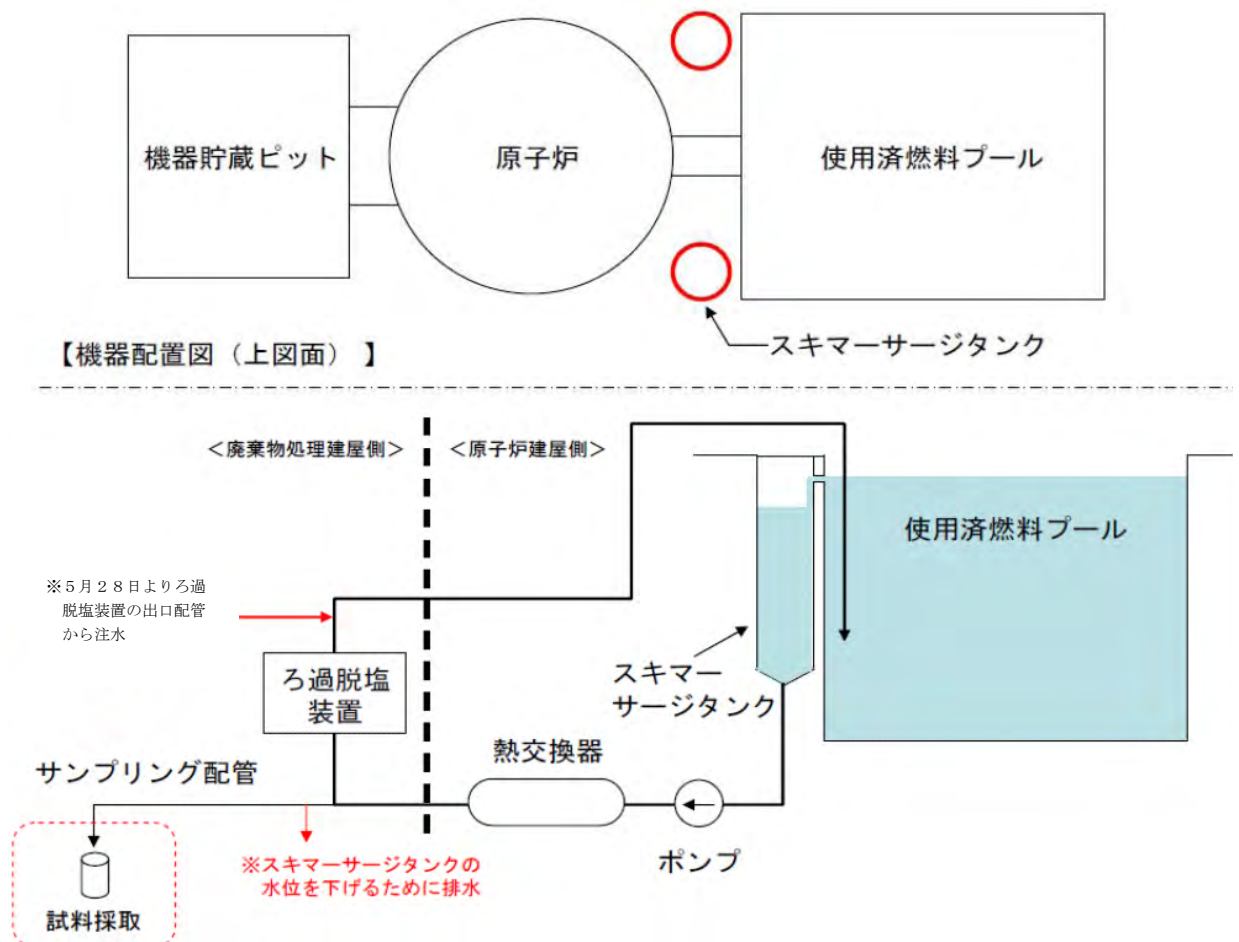 機器貯蔵ピット
原子炉
使用済燃料プール
スキマーサージタンク
【機器配置図（上図面）】
＜廃棄物処理建屋側＞
＜原子炉建屋側＞
使用済燃料プール
※５月２８日よりろ過
脱塩装置の出口配管
から注水
ろ過脱塩
装置
スキマー
サージタンク
熱交換器
サンプリング配管
ポンプ
※スキマーサージタンクの
水位を下げるために排水
試料採取